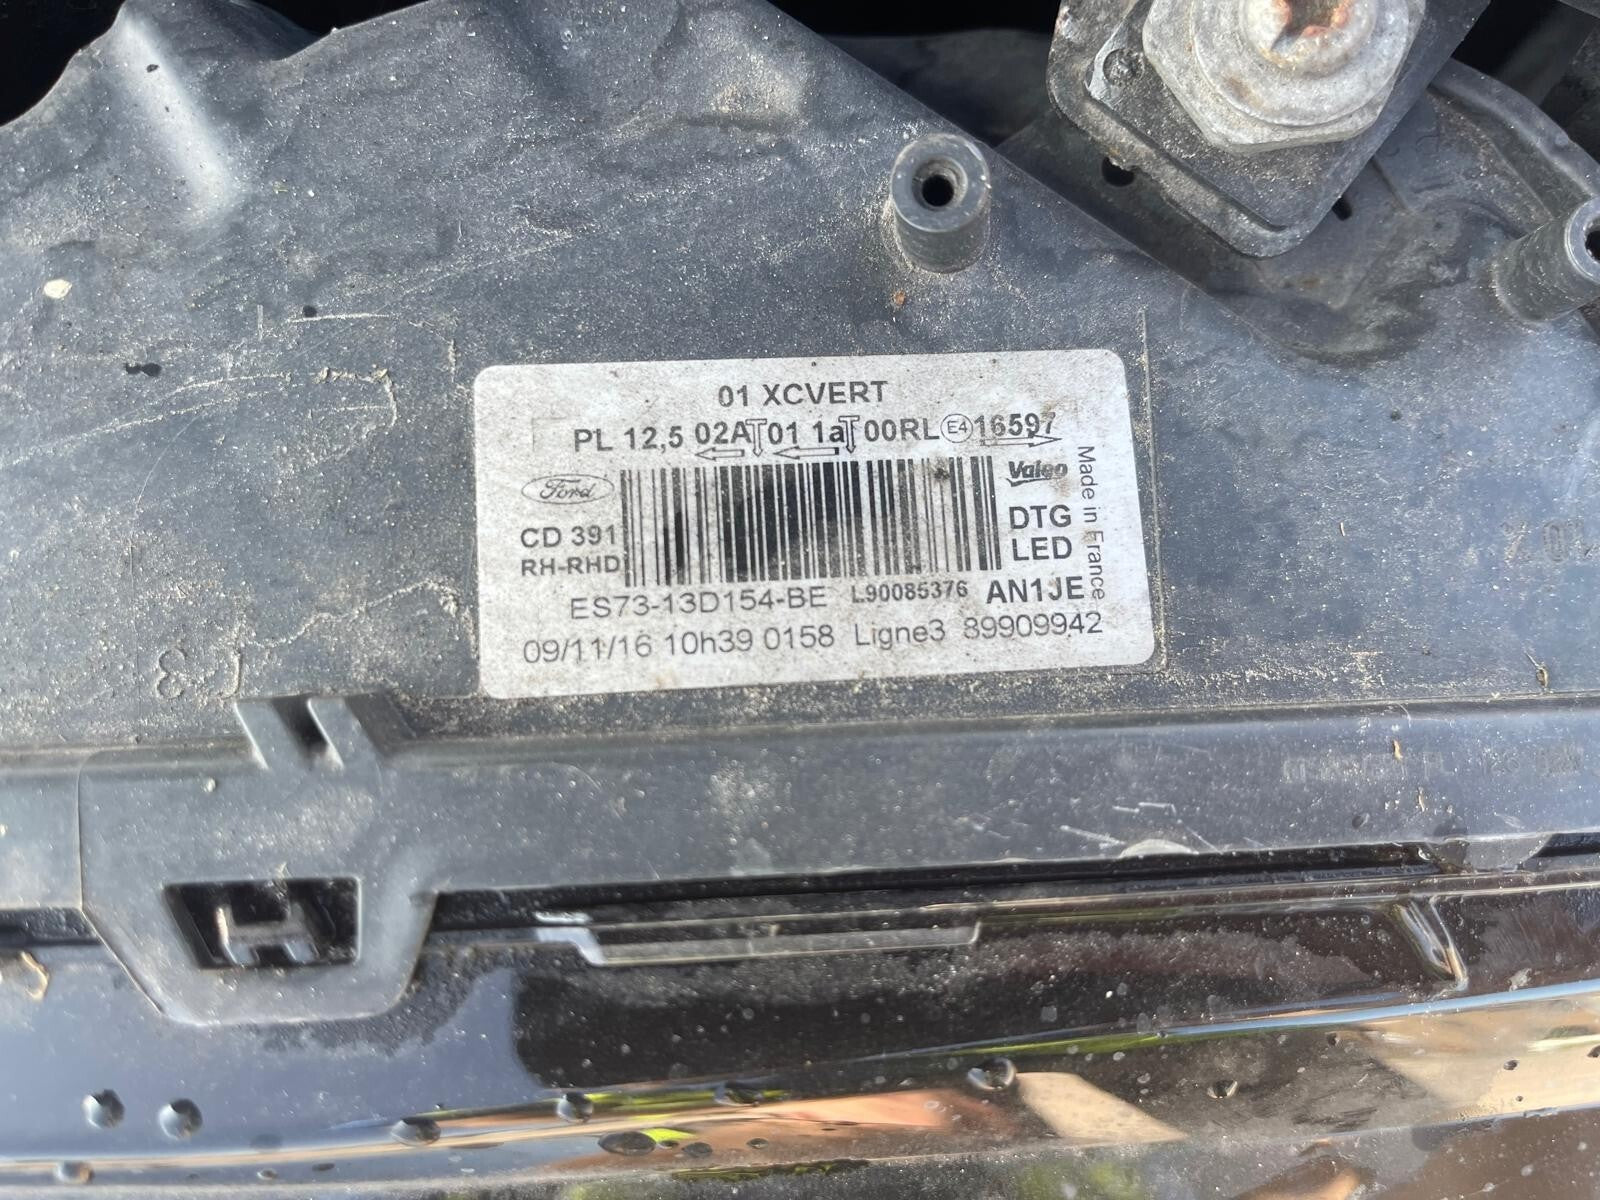 01 XCVERT
PL 12,5 02A 01 1a 00RL E4 16597
Ford
Valeo
Made in France
CD 391
RH-RHD
DTG
LED
ES73-13D154-BE L90085376 AN1JE
09/11/16 10h39 0158 Ligne3 89909942